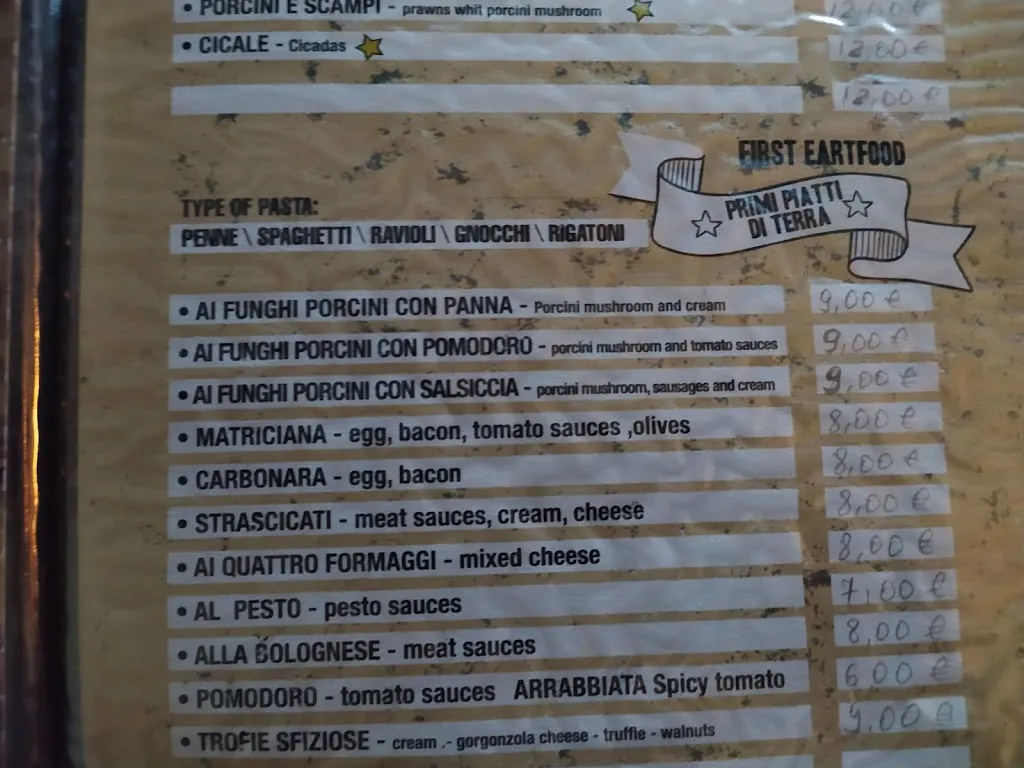 • PORCINI E SCAMPI - prawns whit porcini mushroom 12,00 €
• CICALE - Cicadas 12,00 €
12,00 €
FIRST EARTFOOD
PRIMI PIATTI
DI TERRA
TYPE OF PASTA:
PENNE \ SPAGHETTI \ RAVIOLI \ GNOCCHI \ RIGATONI
• AI FUNGHI PORCINI CON PANNA - Porcini mushroom and cream 9,00 €
• AI FUNGHI PORCINI CON POMODORO - porcini mushroom and tomato sauces 9,00 €
• AI FUNGHI PORCINI CON SALSICCIA - porcini mushroom, sausages and cream 9,00 €
• MATRICIANA - egg, bacon, tomato sauces ,olives 8,00 €
• CARBONARA - egg, bacon 8,00 €
• STRASCICATI - meat sauces, cream, cheese 8,00 €
• AI QUATTRO FORMAGGI - mixed cheese 8,00 €
• AL PESTO - pesto sauces 7,00 €
• ALLA BOLOGNESE - meat sauces 8,00 €
• POMODORO - tomato sauces ARRABBIATA Spicy tomato 6,00 €
• TROFIE SFIZIOSE - cream .- gorgonzola cheese - truffle - walnuts 9,00 €